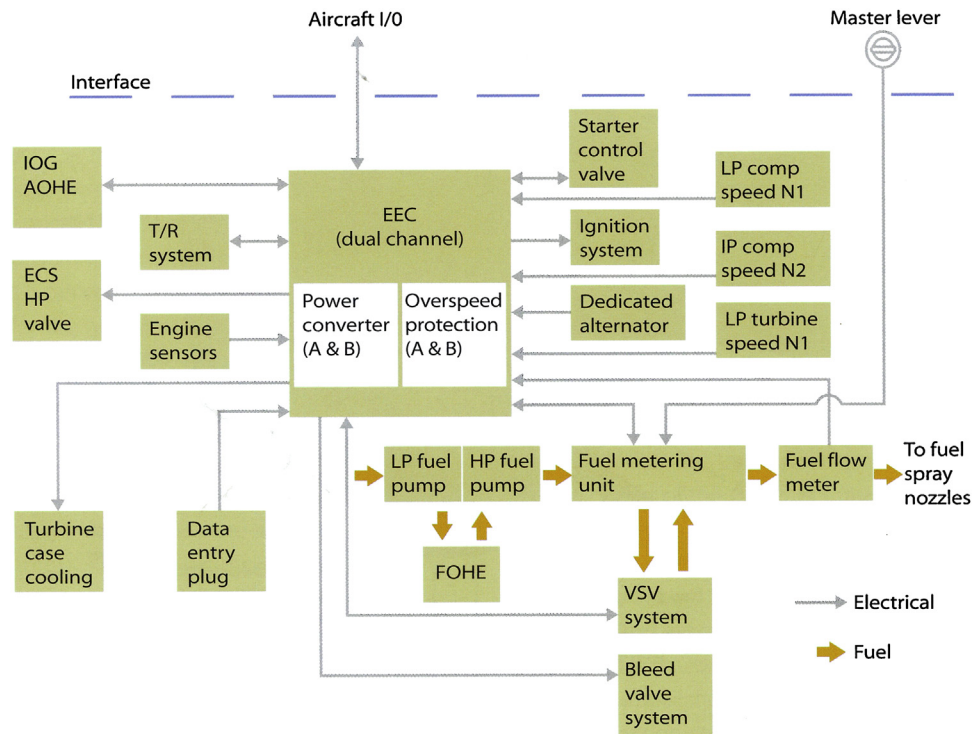 Aircraft I/0
Master lever
Interface
IOG
AOHE
T/R
system
ECS
HP
valve
Engine
sensors
EEC
(dual channel)
Power
converter
(A & B)
Overspeed
protection
(A & B)
Starter
control
valve
Ignition
system
Dedicated
alternator
LP comp
speed N1
IP comp
speed N2
LP turbine
speed N1
LP fuel
pump
HP fuel
pump
Fuel metering
unit
Fuel flow
meter
To fuel
spray
nozzles
Turbine
case
cooling
Data
entry
plug
FOHE
VSV
system
Bleed
valve
system
Electrical
Fuel